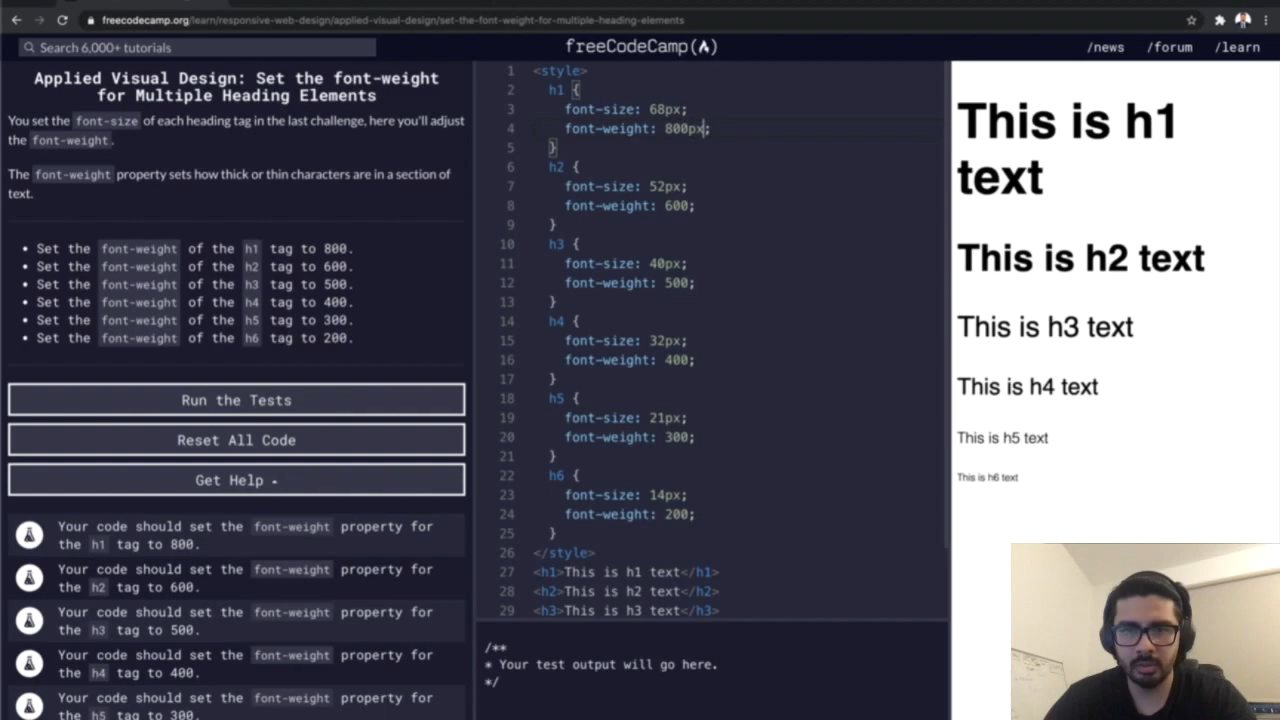 freecodecamp.org/learn/responsive-web-design/applied-visual-design/set-the-font-weight-for-multiple-heading-elements
Search 6,000+ tutorials
freeCodeCamp
/news
/forum
/learn
Applied Visual Design: Set the font-weight
for Multiple Heading Elements
You set the font-size of each heading tag in the last challenge, here you'll adjust
the font-weight.
The font-weight property sets how thick or thin characters are in a section of
text.
• Set the font-weight of the h1 tag to 800.
• Set the font-weight of the h2 tag to 600.
• Set the font-weight of the h3 tag to 500.
• Set the font-weight of the h4 tag to 400.
• Set the font-weight of the h5 tag to 300.
• Set the font-weight of the h6 tag to 200.
Run the Tests
Reset All Code
Get Help
Your code should set the font-weight property for
the h1 tag to 800.
Your code should set the font-weight property for
the h2 tag to 600.
Your code should set the font-weight property for
the h3 tag to 500.
Your code should set the font-weight property for
the h4 tag to 400.
Your code should set the font-weight property for
the h5 tag to 300.
1 <style>
2 h1 {
3 font-size: 68px;
4 font-weight: 800px;
5 }
6 h2 {
7 font-size: 52px;
8 font-weight: 600;
9 }
10 h3 {
11 font-size: 40px;
12 font-weight: 500;
13 }
14 h4 {
15 font-size: 32px;
16 font-weight: 400;
17 }
18 h5 {
19 font-size: 21px;
20 font-weight: 300;
21 }
22 h6 {
23 font-size: 14px;
24 font-weight: 200;
25 }
26 </style>
27 <h1>This is h1 text</h1>
28 <h2>This is h2 text</h2>
29 <h3>This is h3 text</h3>
/**
* Your test output will go here.
*/
This is h1
text
This is h2 text
This is h3 text
This is h4 text
This is h5 text
This is h6 text